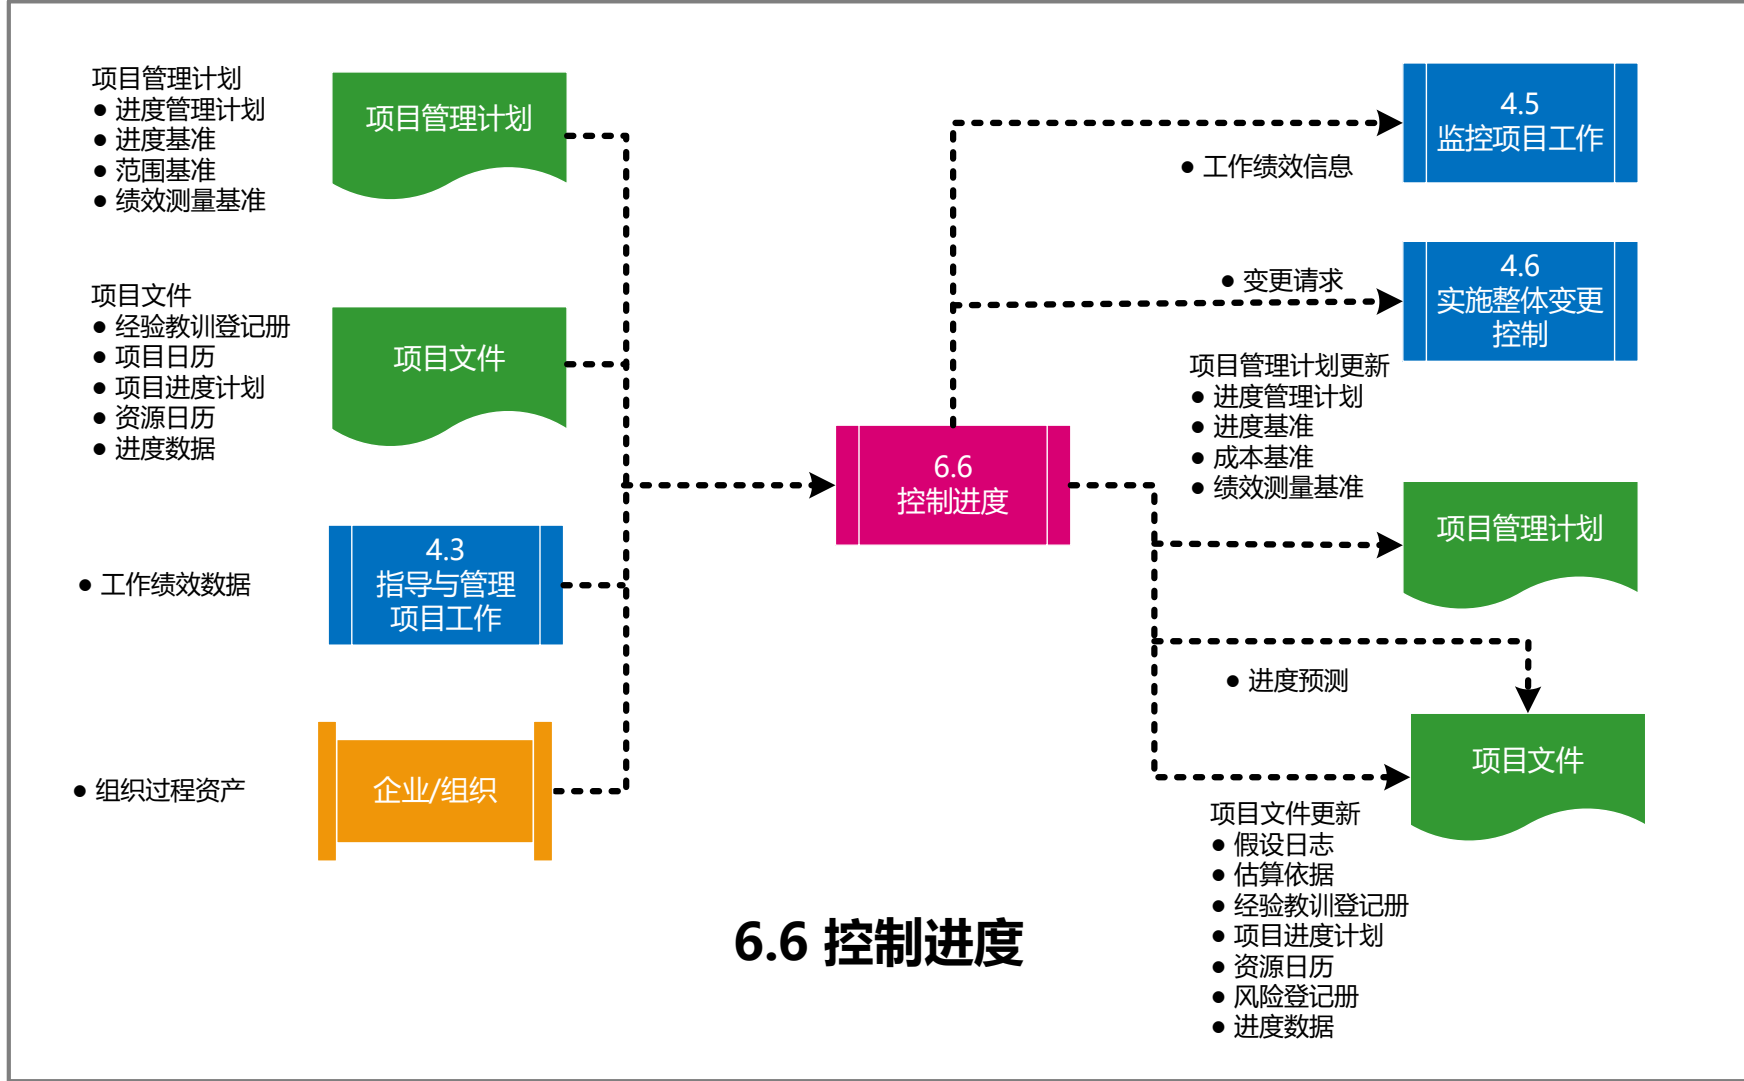 项目管理计划
● 进度管理计划
● 进度基准
● 范围基准
● 绩效测量基准
项目管理计划
项目文件
● 经验教训登记册
● 项目日历
● 项目进度计划
● 资源日历
● 进度数据
项目文件
● 工作绩效数据
4.3
指导与管理
项目工作
● 组织过程资产
企业/组织
6.6
控制进度
4.5
监控项目工作
● 工作绩效信息
● 变更请求
4.6
实施整体变更
控制
项目管理计划更新
● 进度管理计划
● 进度基准
● 成本基准
● 绩效测量基准
项目管理计划
● 进度预测
项目文件
项目文件更新
● 假设日志
● 估算依据
● 经验教训登记册
● 项目进度计划
● 资源日历
● 风险登记册
● 进度数据
6.6 控制进度